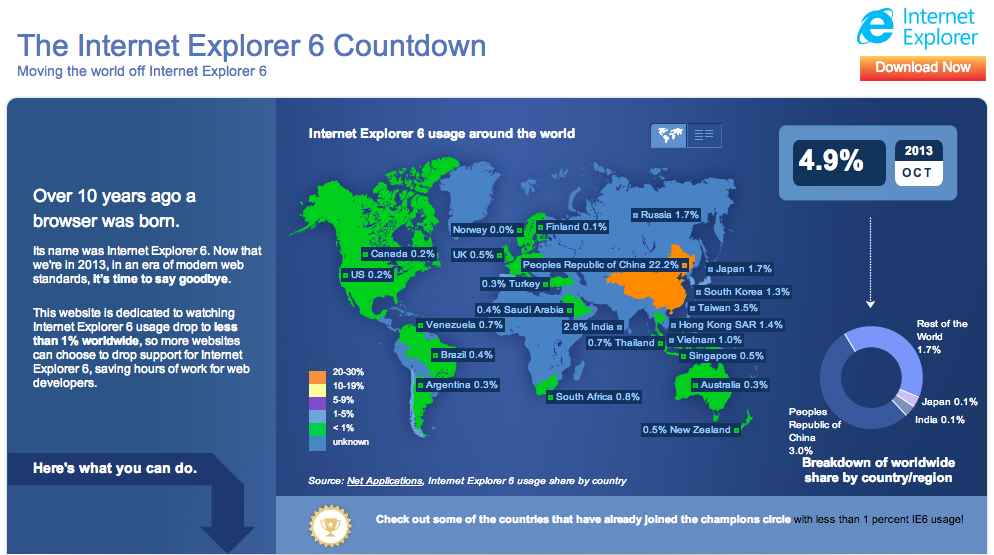 The Internet Explorer 6 Countdown
Moving the world off Internet Explorer 6
Internet
Explorer
Download Now
Over 10 years ago a
browser was born.
Its name was Internet Explorer 6. Now that
we're in 2013, in an era of modern web
standards, it's time to say goodbye.
This website is dedicated to watching
Internet Explorer 6 usage drop to less
than 1% worldwide, so more websites
can choose to drop support for Internet
Explorer 6, saving hours of work for web
developers.
Here's what you can do.
Internet Explorer 6 usage around the world
Russia 1.7%
Norway 0.0%
Finland 0.1%
Canada 0.2%
UK 0.5%
Peoples Republic of China 22.2%
Japan 1.7%
US 0.2%
0.3% Turkey
South Korea 1.3%
0.4% Saudi Arabia
Taiwan 3.5%
Venezuela 0.7%
2.8% India
Hong Kong SAR 1.4%
0.7% Thailand
Vietnam 1.0%
Brazil 0.4%
Singapore 0.5%
Argentina 0.3%
South Africa 0.8%
Australia 0.3%
0.5% New Zealand
20-30%
10-19%
5-9%
1-5%
< 1%
unknown
Source: Net Applications, Internet Explorer 6 usage share by country
4.9%
2013
OCT
Rest of the
World
1.7%
Japan 0.1%
India 0.1%
Peoples
Republic of
China
3.0%
Breakdown of worldwide
share by country/region
Check out some of the countries that have already joined the champions circle with less than 1 percent IE6 usage!